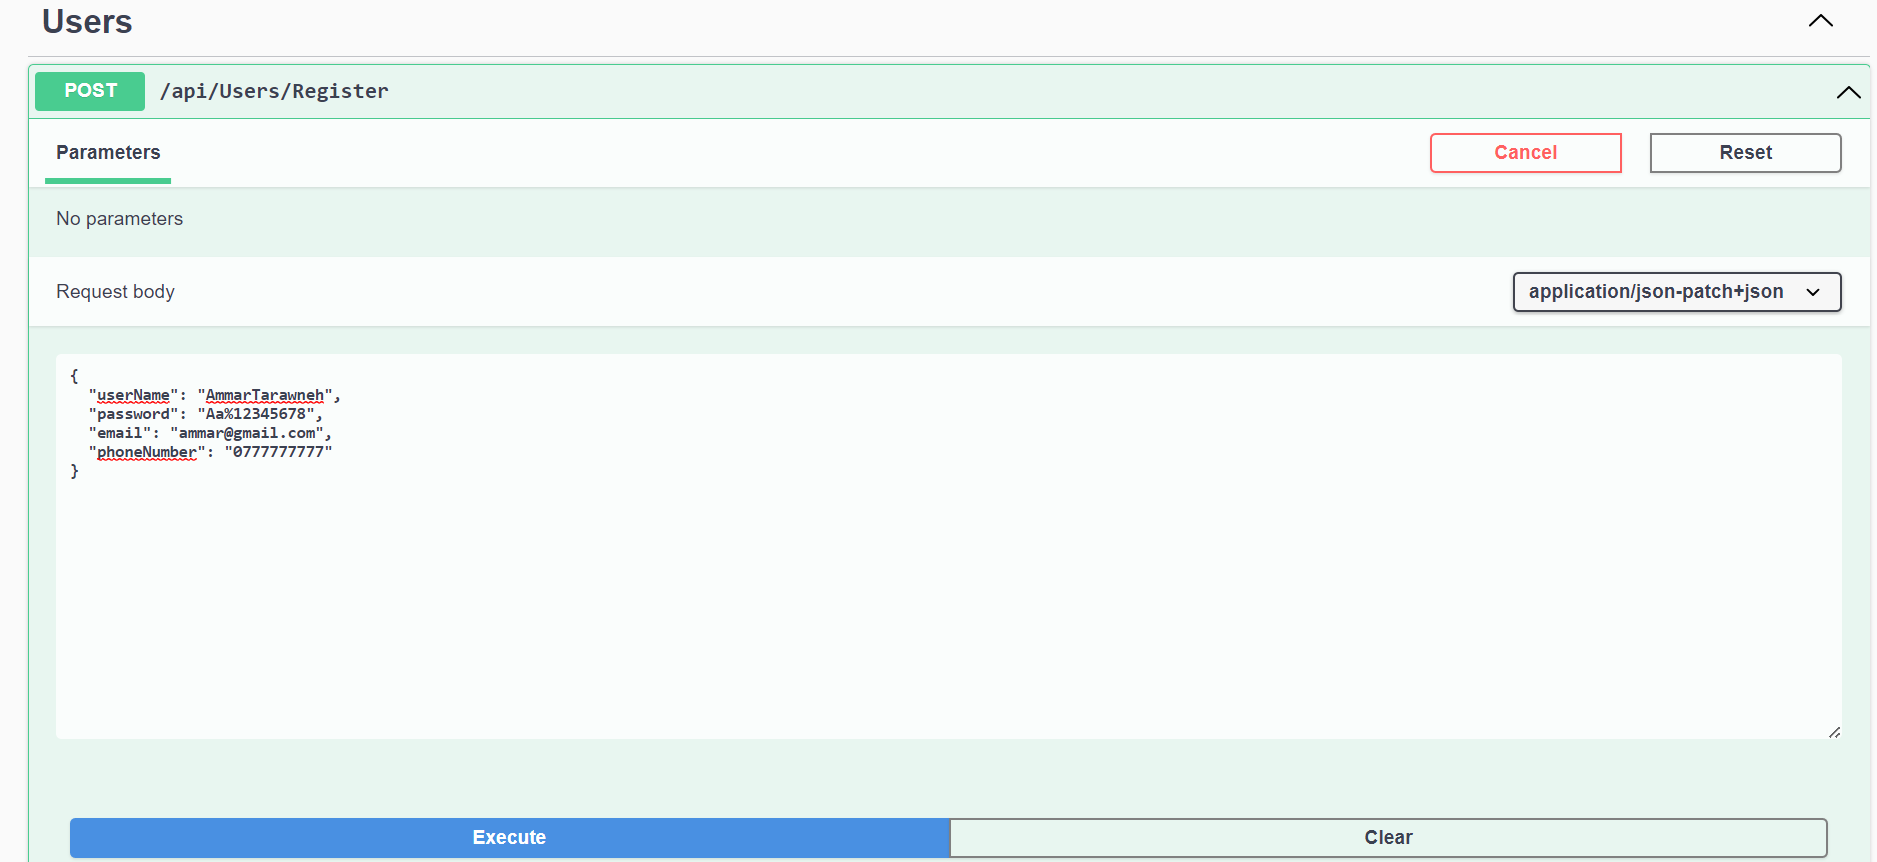 Users
POST /api/Users/Register
Parameters
Cancel
Reset
No parameters
Request body
application/json-patch+json
{
  "userName": "AmmarTarawneh",
  "password": "Aa%12345678",
  "email": "ammar@gmail.com",
  "phoneNumber": "0777777777"
}
Execute
Clear